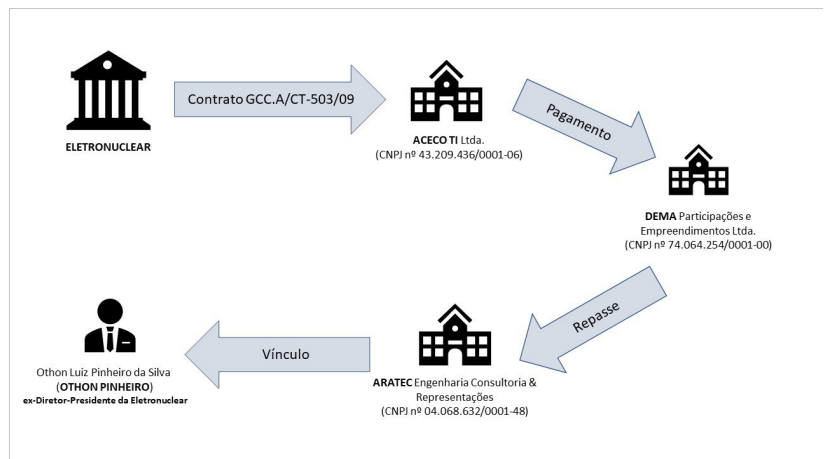 ELETRONUCLEAR
Contrato GCC.A/CT-503/09
ACECO TI Ltda.
(CNPJ nº 43.209.436/0001-06)
Pagamento
DEMA Participações e
Empreendimentos Ltda.
(CNPJ nº 74.064.254/0001-00)
Repasse
ARATEC Engenharia Consultoria &
Representações
(CNPJ nº 04.068.632/0001-48)
Vínculo
Othon Luiz Pinheiro da Silva
(OTHON PINHEIRO)
ex-Diretor-Presidente da Eletronuclear